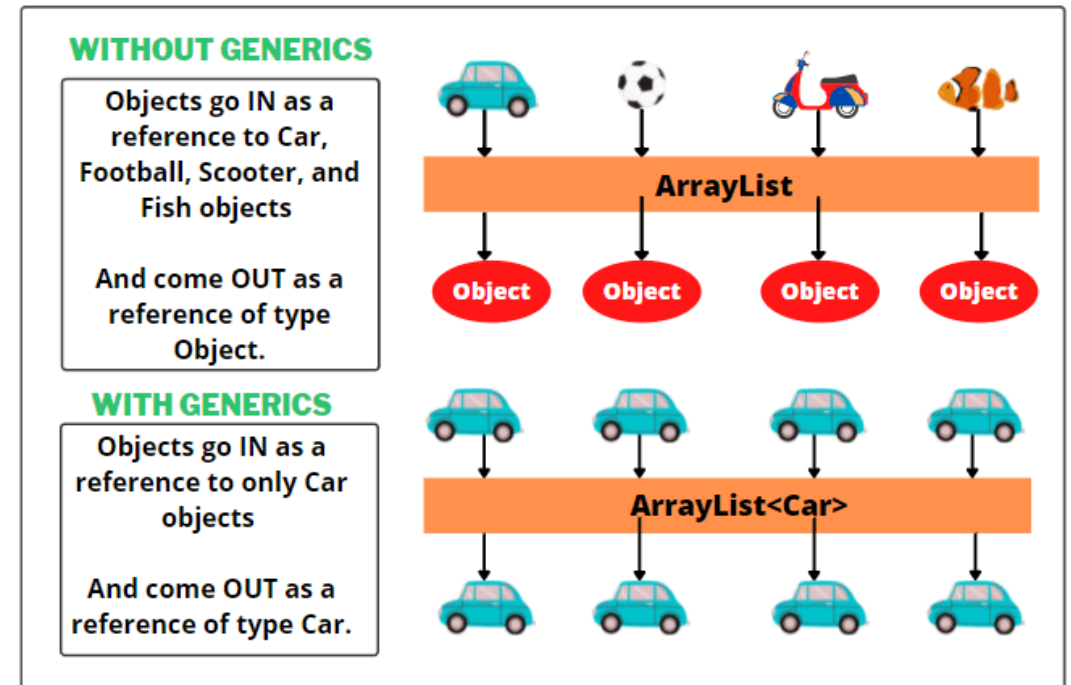 WITHOUT GENERICS
Objects go IN as a
reference to Car,
Football, Scooter, and
Fish objects
And come OUT as a
reference of type
Object.
ArrayList
Object
Object
Object
Object
WITH GENERICS
Objects go IN as a
reference to only Car
objects
And come OUT as a
reference of type Car.
ArrayList<Car>